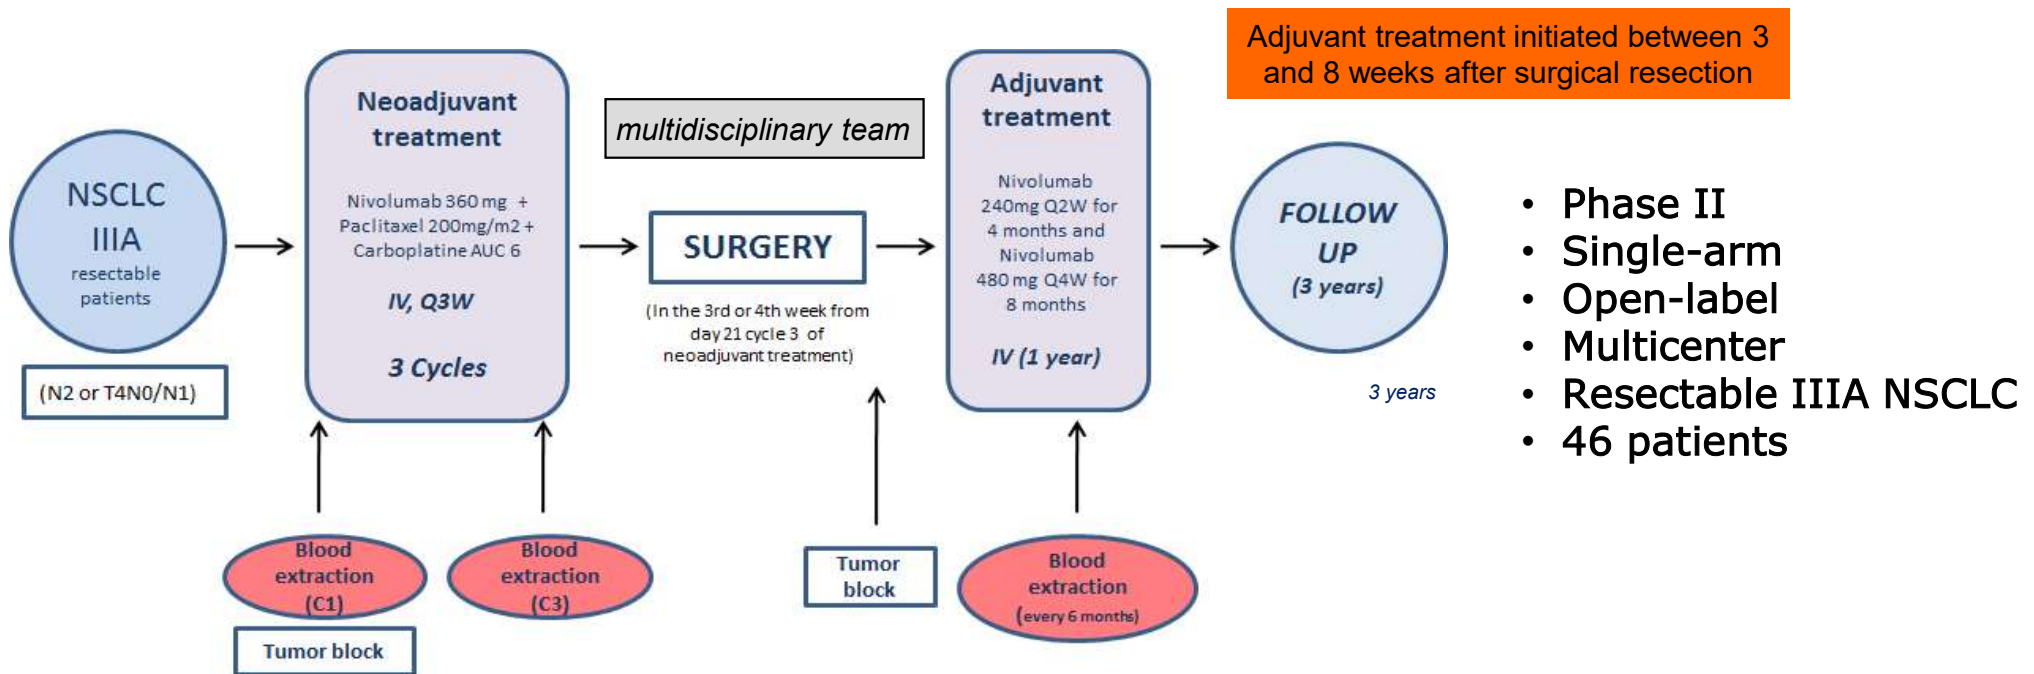 NSCLC
IIIA
resectable
patients
(N2 or T4N0/N1)
Neoadjuvant
treatment
Nivolumab 360 mg +
Paclitaxel 200mg/m2 +
Carboplatine AUC 6
IV, Q3W
3 Cycles
Blood
extraction
(C1)
Tumor block
Blood
extraction
(C3)
multidisciplinary team
SURGERY
(In the 3rd or 4th week from
day 21 cycle 3 of
neoadjuvant treatment)
Tumor
block
Adjuvant
treatment
Nivolumab
240mg Q2W for
4 months and
Nivolumab
480 mg Q4W for
8 months
IV (1 year)
Blood
extraction
(every 6 months)
Adjuvant treatment initiated between 3
and 8 weeks after surgical resection
FOLLOW
UP
(3 years)
3 years
• Phase II
• Single-arm
• Open-label
• Multicenter
• Resectable IIIA NSCLC
• 46 patients